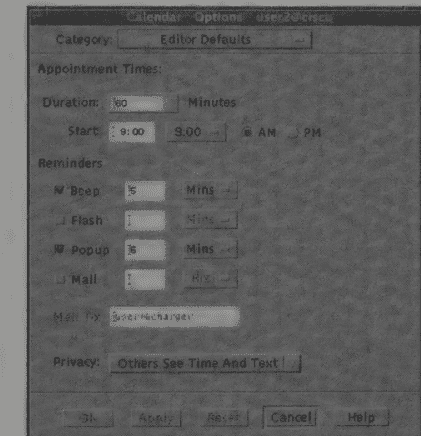 Calendar Options user2@cisco
Category: Editor Defaults
Appointment Times:
Duration: 60 Minutes
Start: 9:00 9:00 AM PM
Reminders
Beep 5 Mins
Flash Mins
Popup 5 Mins
Mail Hrs
Mail To:
Privacy: Others See Time And Text
OK Apply Reset Cancel Help